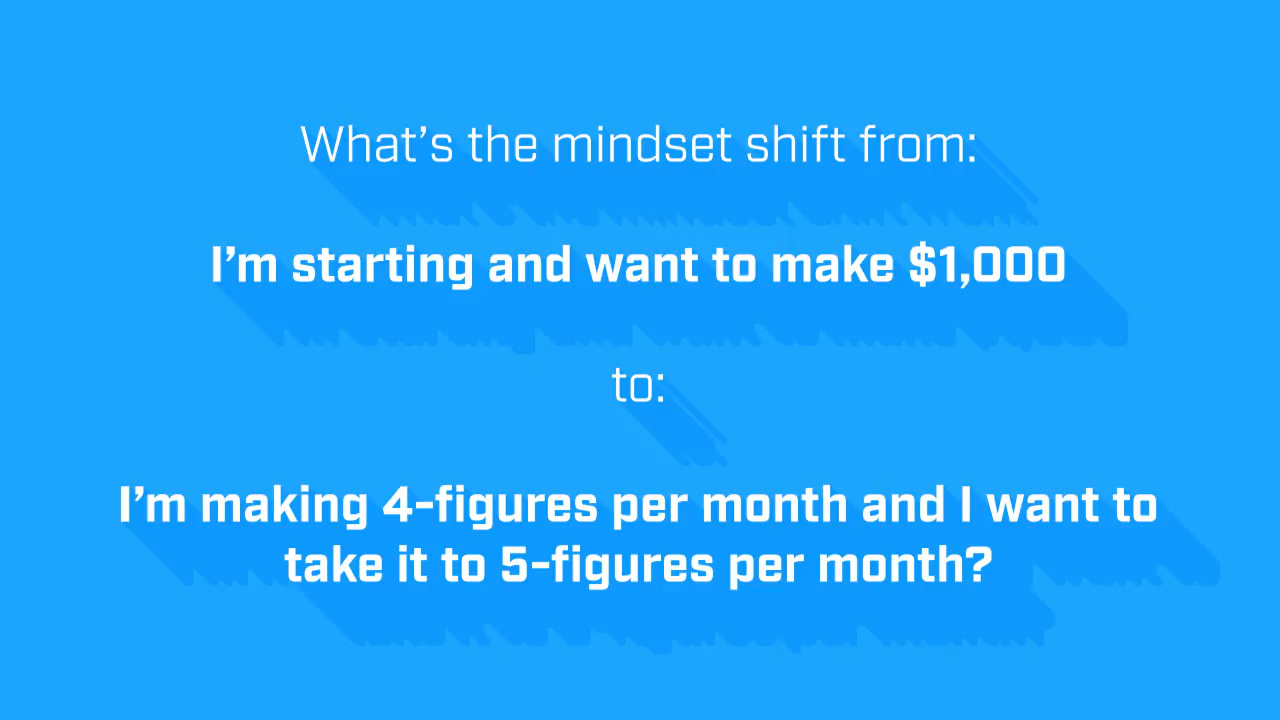 What’s the mindset shift from:
I’m starting and want to make $1,000
to:
I’m making 4-figures per month and I want to
take it to 5-figures per month?